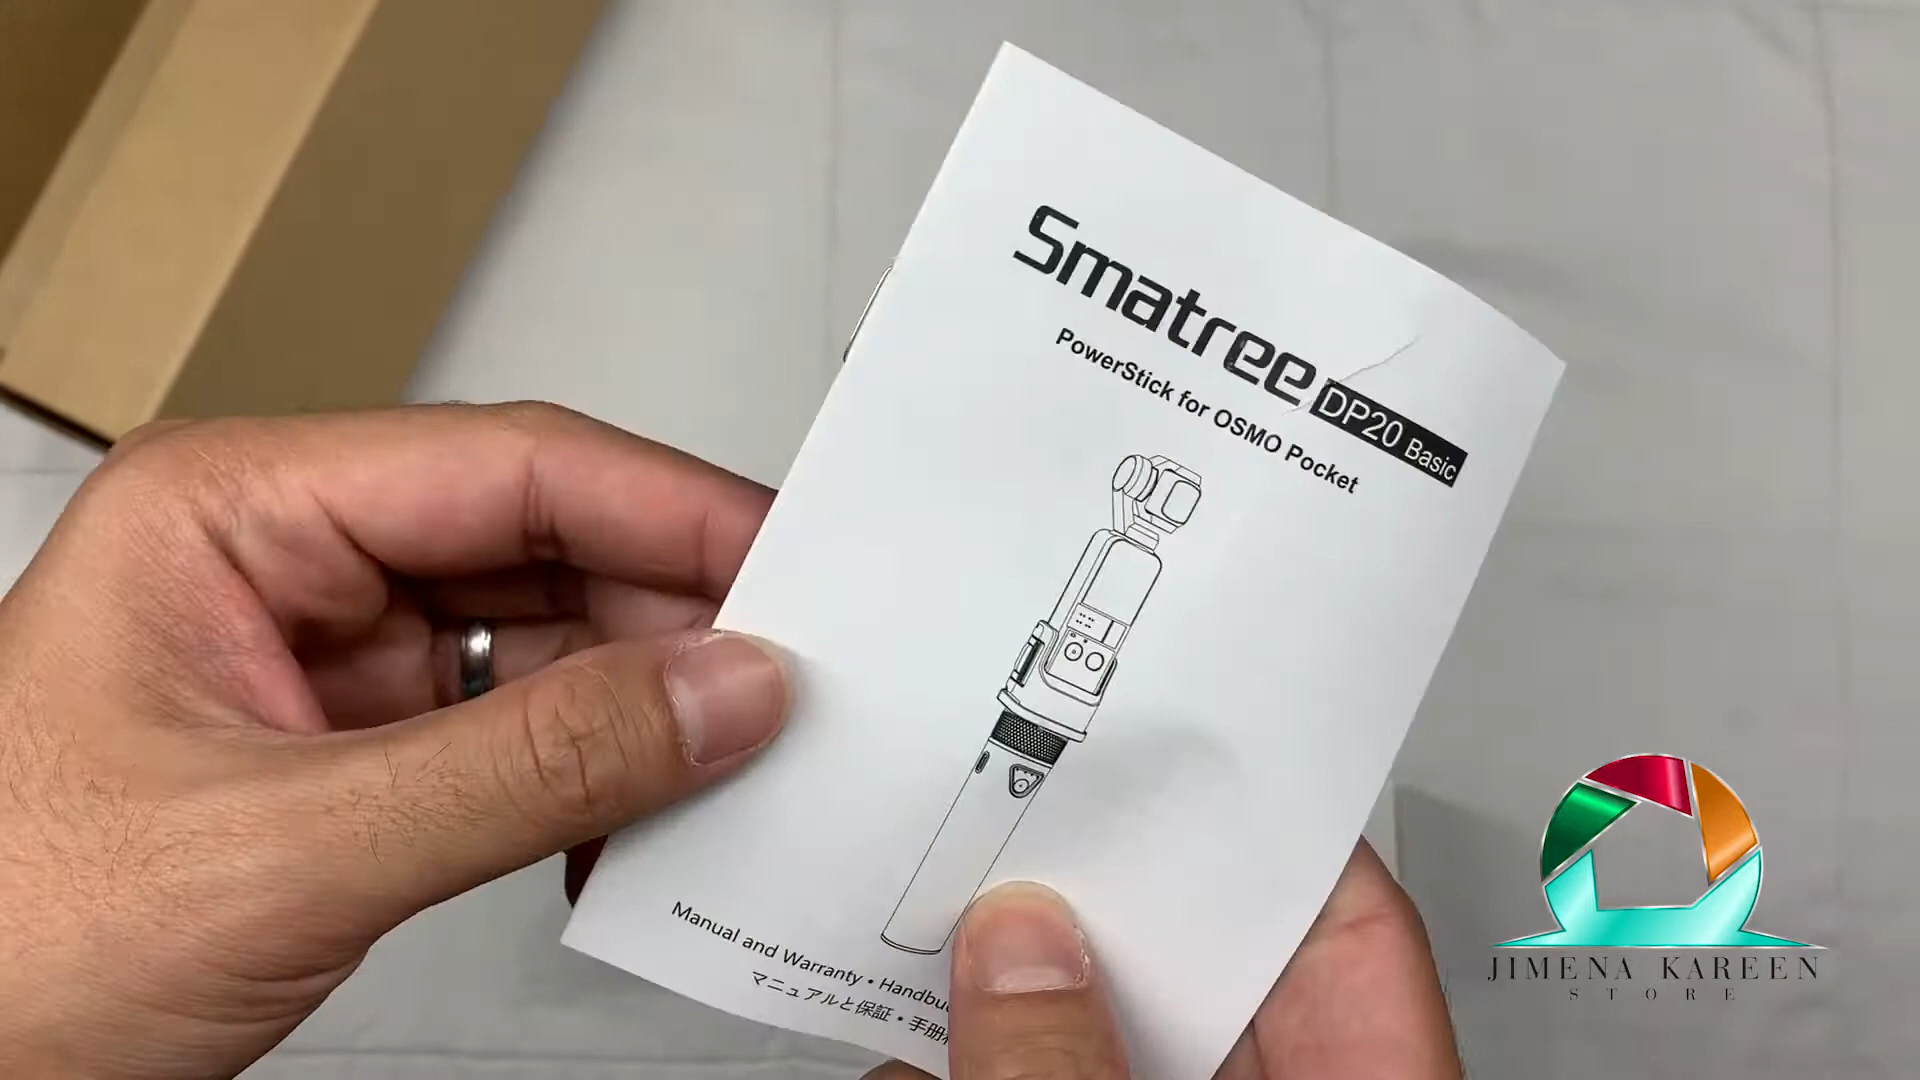 Smatree DP20 Basic
PowerStick for OSMO Pocket
Manual and Warranty • 
マニュアルと保証・手册
JIMENA KAREEN
STORE